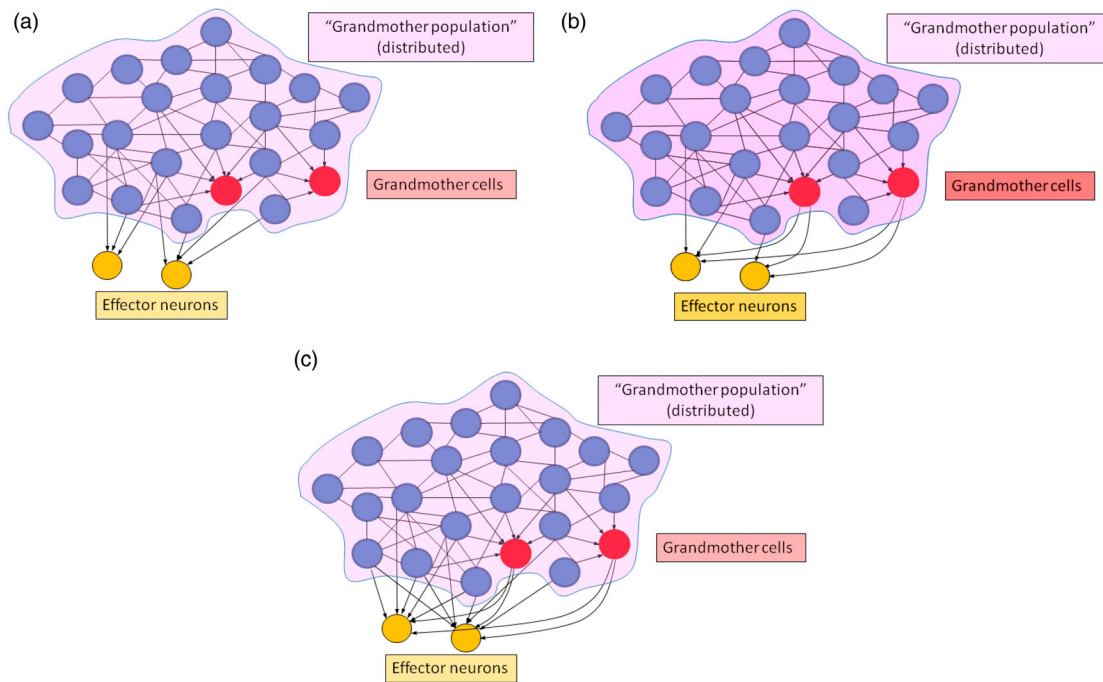 (a)
"Grandmother population"
(distributed)
Grandmother cells
Effector neurons
(b)
"Grandmother population"
(distributed)
Grandmother cells
Effector neurons
(c)
"Grandmother population"
(distributed)
Grandmother cells
Effector neurons